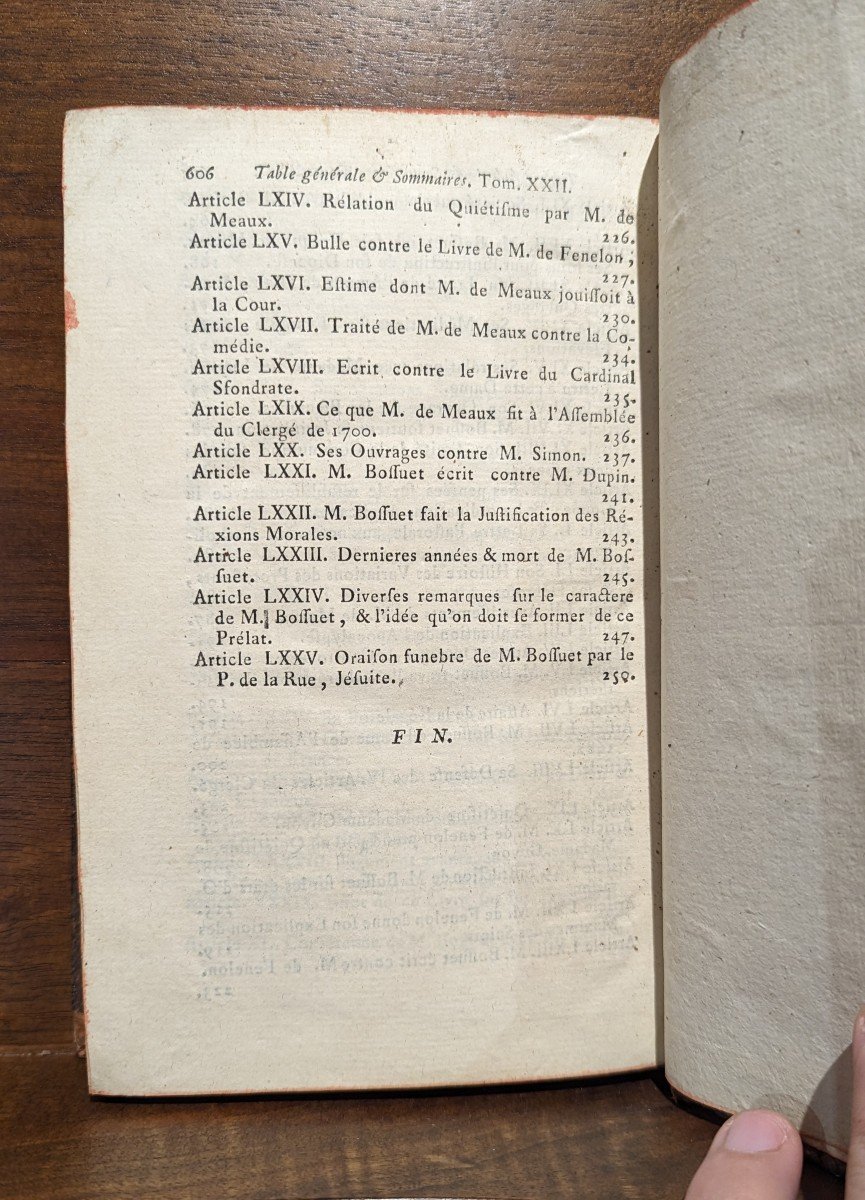 606 Table générale & Sommaires. Tom. XXII.
Article LXIV. Rélation du Quiétiſme par M. de
Meaux. 226.
Article LXV. Bulle contre le Livre de M. de Fenelon ;
227.
Article LXVI. Eſtime dont M. de Meaux jouiſſoit à
la Cour. 230.
Article LXVII. Traité de M. de Meaux contre la Co-
médie. 234.
Article LXVIII. Ecrit contre le Livre du Cardinal
Sfondrate. 235.
Article LXIX. Ce que M. de Meaux fit à l'Aſſemblée
du Clergé de 1700. 236.
Article LXX. Ses Ouvrages contre M. Simon. 237.
Article LXXI. M. Boſſuet écrit contre M. Dupin.
241.
Article LXXII. M. Boſſuet fait la Juſtification des Ré-
xions Morales. 243.
Article LXXIII. Dernieres années & mort de M. Boſ-
ſuet. 245.
Article LXXIV. Diverſes remarques ſur le caractere
de M. Boſſuet, & l'idée qu'on doit ſe former de ce
Prélat. 247.
Article LXXV. Oraiſon funebre de M. Boſſuet par le
P. de la Rue, Jéſuite. 250.
FIN.